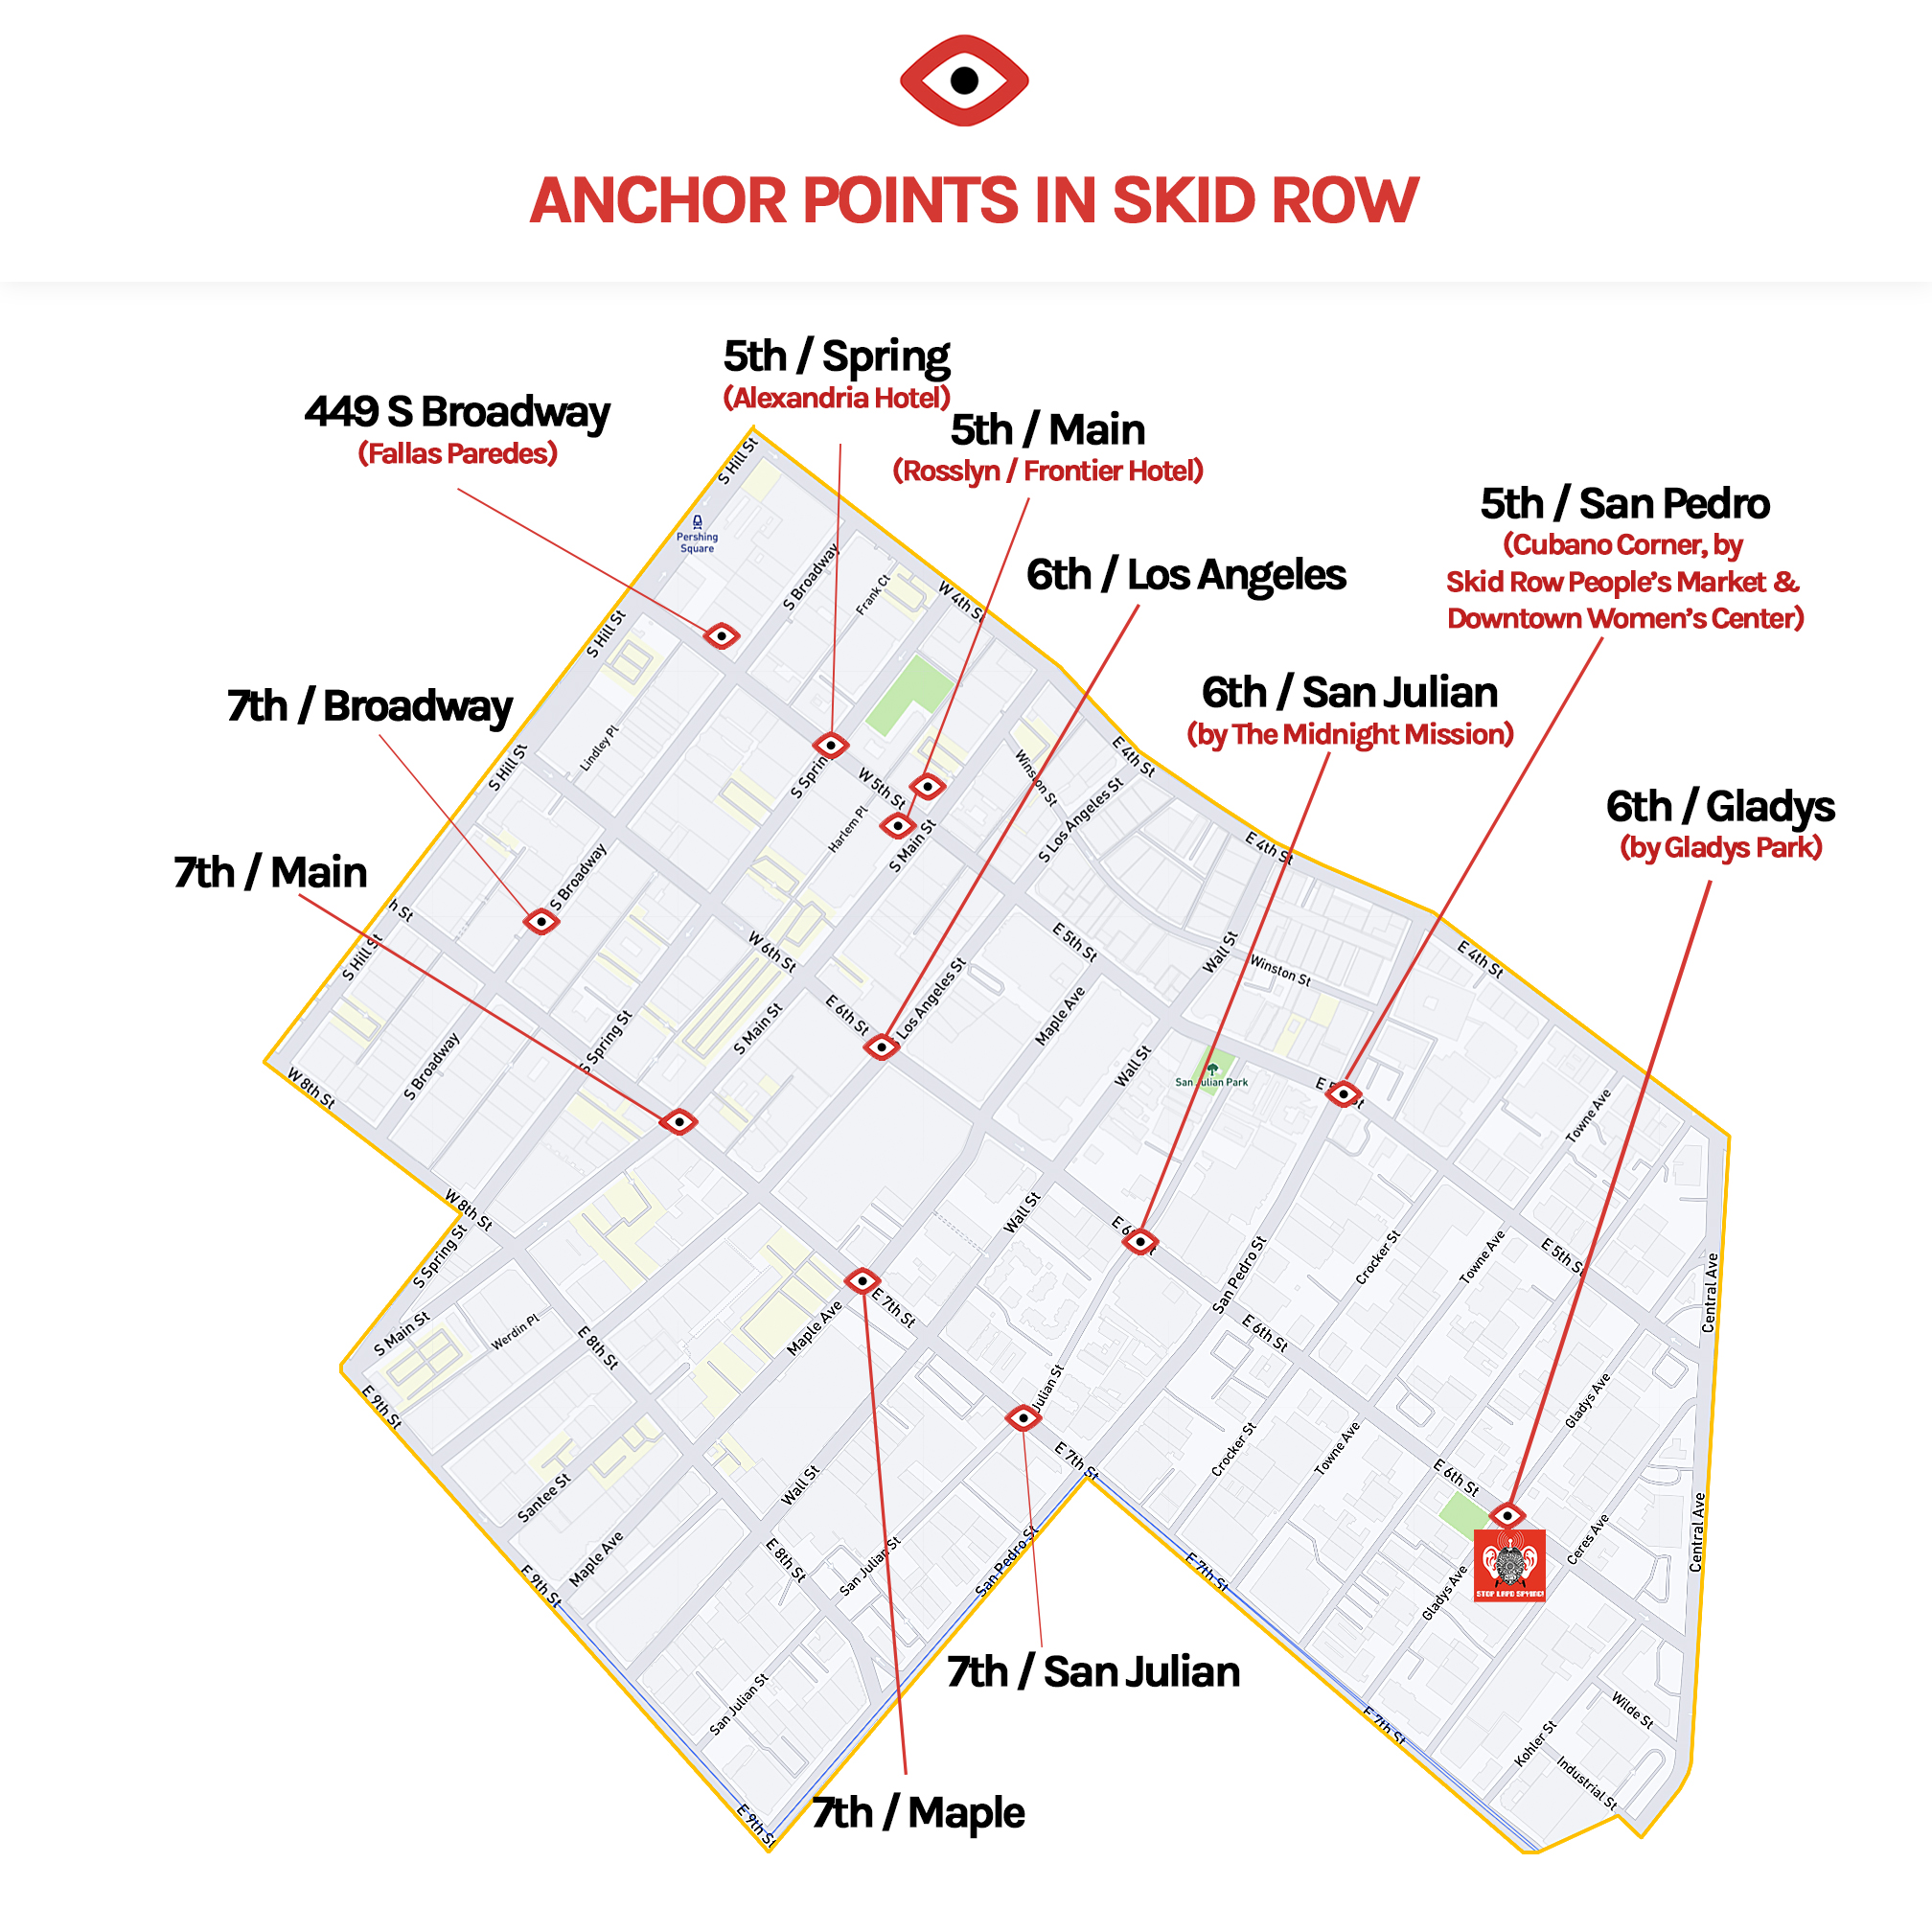 ANCHOR POINTS IN SKID ROW
5th / Spring
(Alexandria Hotel)
449 S Broadway
(Fallas Paredes)
5th / Main
(Rosslyn / Frontier Hotel)
5th / San Pedro
(Cubano Corner, by
Skid Row People's Market &
Downtown Women's Center)
6th / Los Angeles
6th / San Julian
(by The Midnight Mission)
7th / Broadway
6th / Gladys
(by Gladys Park)
7th / Main
7th / San Julian
7th / Maple
S Hill St
Pershing
Square
S Broadway
Frank Ct
W 4th St
S Hill St
Lindley Pl
S Hill St
S Sprin
W 5th St
Harlem Pl
S Main St
Winston St
E 4th St
S Los Angeles St
E 4th St
S Broadway
h St
S Hill St
W 6th St
E 5th St
Wall St
Winston St
E 4th St
E 6th St
Los Angeles St
Maple Ave
S Main St
S Spring St
S Broadway
W 8th St
Wall St
San Julian Park
E 5 St
Towne Ave
W 8th St
S Spring St
Wall St
E 6 t
San Pedro St
Crocker St
Towne Ave
E 5th St
Central Ave
S Main St
Werdin Pl
E 8th St
Maple Ave
E 7th St
E 6th St
E 9th St
Julian St
Gladys Ave
Crocker St
Towne Ave
E 7th St
E 6th St
Santee St
Wall St
Maple Ave
E 9th St
E 8th St
San Julian St
San Pedro St
E 7th St
Gladys Ave
Ceres Ave
Central Ave
STOP LAPD SPYING!
San Julian St
E 7th St
Wilde St
Kohler St
Industrial St
E 9th St